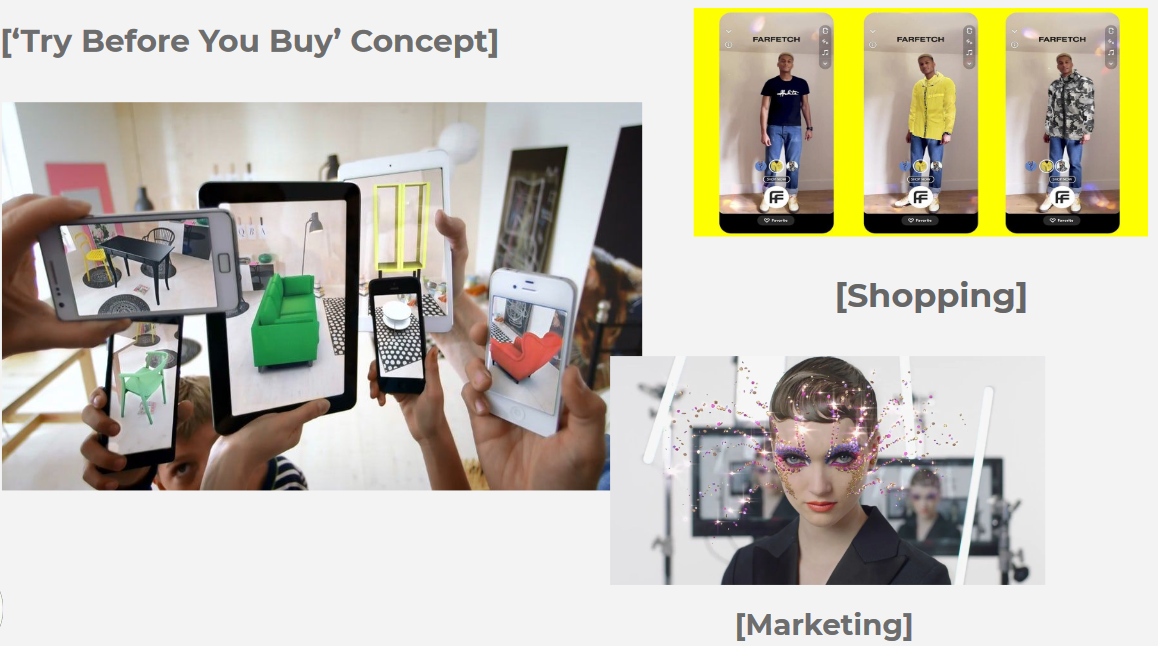 [‘Try Before You Buy’ Concept]
FARFETCH
FARFETCH
FARFETCH
SHOP NOW
SHOP NOW
SHOP NOW
Favorite
Favorite
Favorite
[Shopping]
[Marketing]